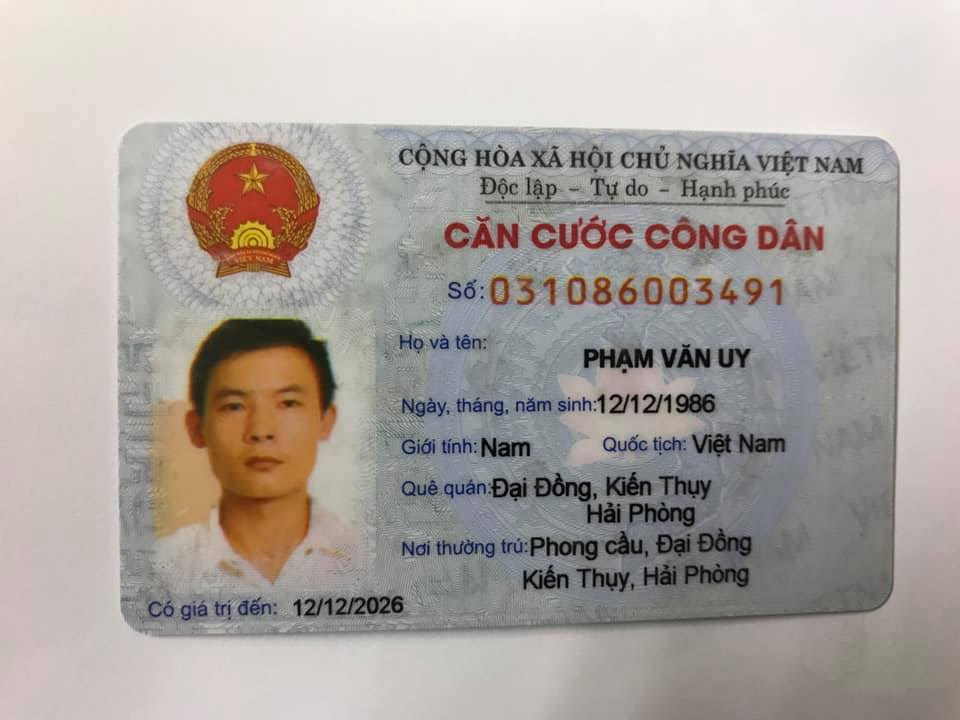 CỘNG HÒA XÃ HỘI CHỦ NGHĨA VIỆT NAM
Độc lập - Tự do - Hạnh phúc
CĂN CƯỚC CÔNG DÂN
Số: 031086003491
Họ và tên:
PHẠM VĂN UY
Ngày, tháng, năm sinh: 12/12/1986
Giới tính: Nam Quốc tịch: Việt Nam
Quê quán: Đại Đồng, Kiến Thụy
Hải Phòng
Nơi thường trú: Phong cầu, Đại Đồng
Kiến Thụy, Hải Phòng
Có giá trị đến: 12/12/2026
VIỆT NAM